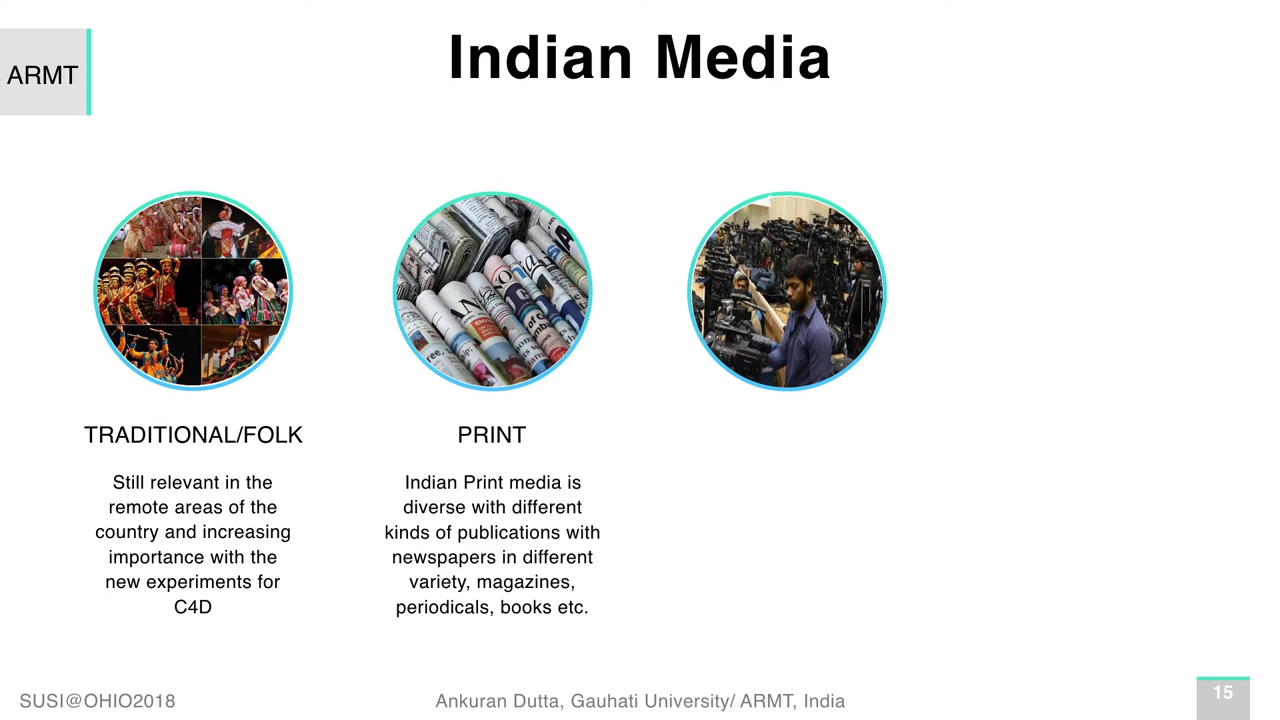 ARMT
Indian Media
TRADITIONAL/FOLK
Still relevant in the
remote areas of the
country and increasing
importance with the
new experiments for
C4D
PRINT
Indian Print media is
diverse with different
kinds of publications with
newspapers in different
variety, magazines,
periodicals, books etc.
SUSI@OHIO2018
Ankuran Dutta, Gauhati University/ ARMT, India
15